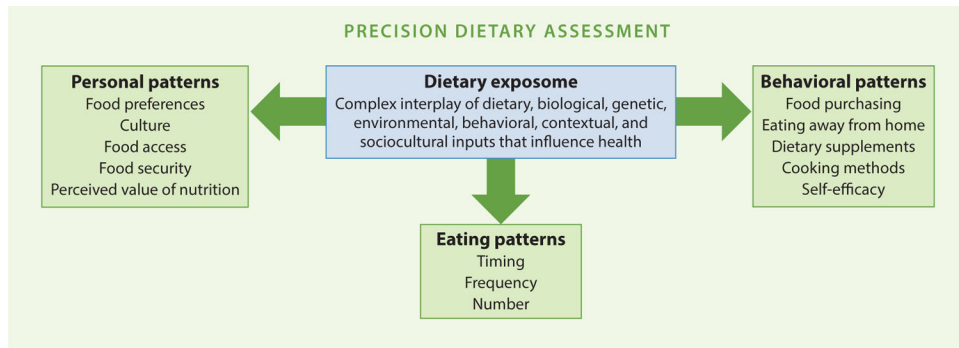 PRECISION DIETARY ASSESSMENT
Personal patterns
Food preferences
Culture
Food access
Food security
Perceived value of nutrition
Dietary exposome
Complex interplay of dietary, biological, genetic,
environmental, behavioral, contextual, and
sociocultural inputs that influence health
Behavioral patterns
Food purchasing
Eating away from home
Dietary supplements
Cooking methods
Self-efficacy
Eating patterns
Timing
Frequency
Number